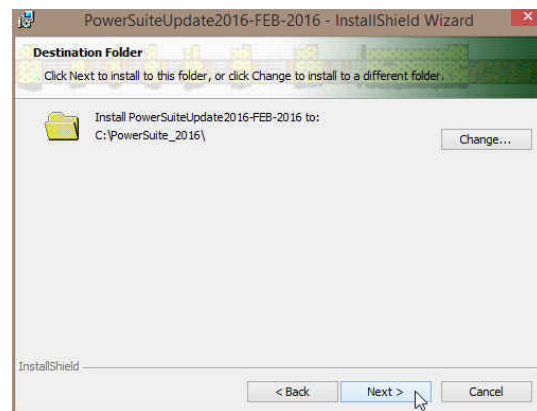 PowerSuiteUpdate2016-FEB-2016 - InstallShield Wizard
Destination Folder
Click Next to install to this folder, or click Change to install to a different folder.
Install PowerSuiteUpdate2016-FEB-2016 to:
C:\PowerSuite_2016\
Change...
InstallShield
< Back Next > Cancel